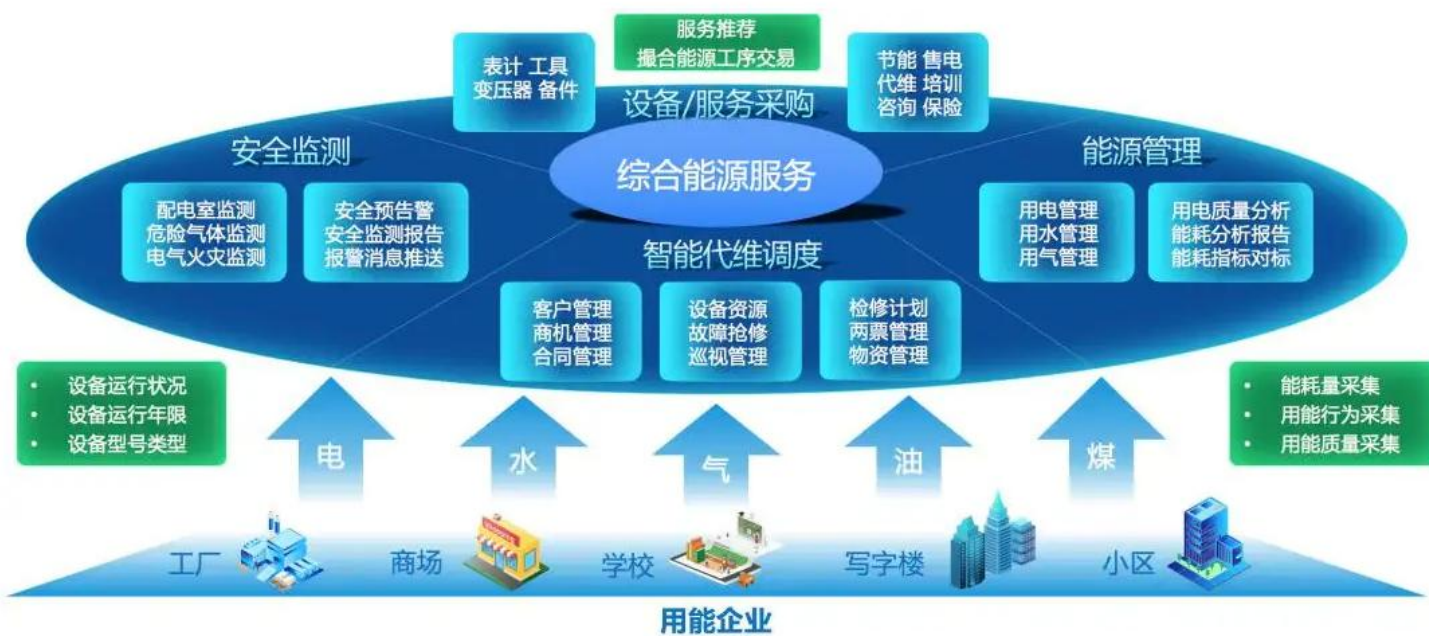 服务推荐
撮合能源工序交易
表计 工具
变压器 备件
节能 售电
代维 培训
咨询 保险
设备/服务采购
综合能源服务
安全监测
配电室监测
危险气体监测
电气火灾监测
安全预告警
安全监测报告
报警消息推送
能源管理
用电管理
用水管理
用气管理
用电质量分析
能耗分析报告
能耗指标对标
智能代维调度
客户管理
商机管理
合同管理
设备资源
故障抢修
巡视管理
检修计划
两票管理
物资管理
• 设备运行状况
• 设备运行年限
• 设备型号类型
电
水
气
油
煤
• 能耗量采集
• 用能行为采集
• 用能质量采集
工厂
商场
学校
写字楼
小区
用能企业